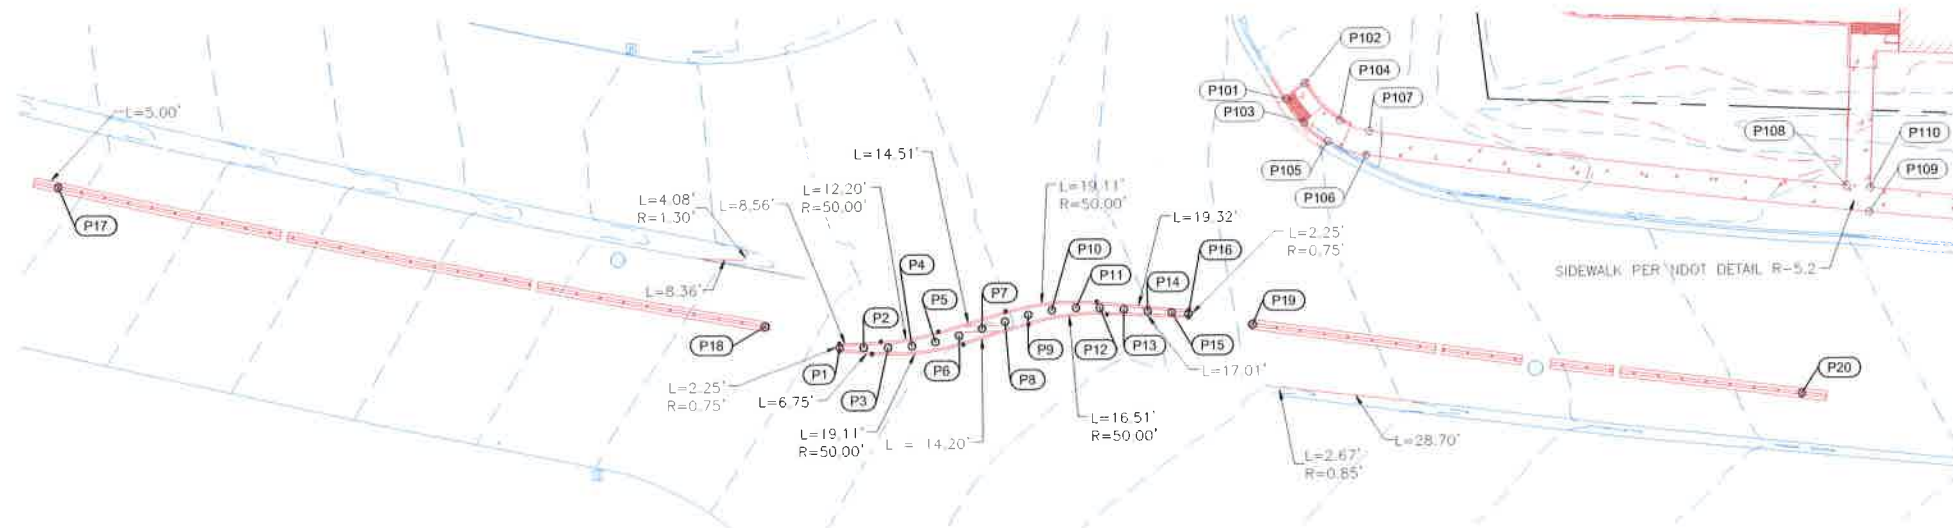 P102
P104
P101
P107
P103
L=5.00'
P108
P110
L=14.51'
P105
P109
L=12.20'
R=50.00'
L=19.11'
R=50.00'
P106
L=4.08'
R=1.30'
L=8.56'
L=19.32'
P17
P10
P16
L=2.25'
R=0.75'
P4
P11
P14
SIDEWALK PER NDOT DETAIL R-5.2
L=8.36'
P7
P5
P2
P19
P18
P9
P12
P13
P15
P1
P6
P8
L=17.01'
P20
L=2.25'
R=0.75'
L=6.75'
P3
L=19.11'
R=50.00'
L = 14.20'
L=16.51'
R=50.00'
L=28.70'
L=2.67'
R=0.85'